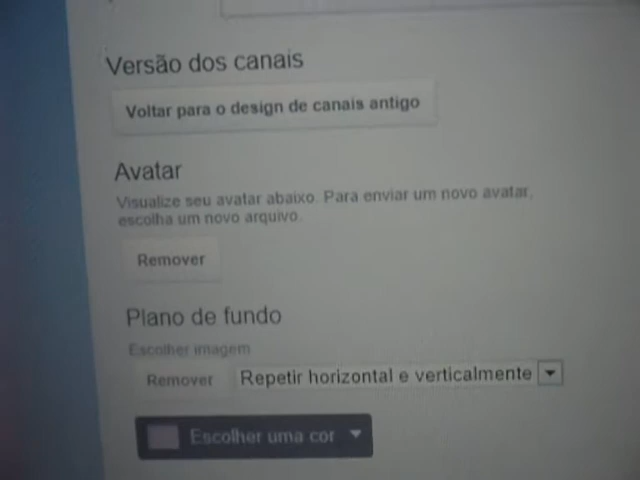 Versão dos canais
Voltar para o design de canais antigo
Avatar
Visualize seu avatar abaixo. Para enviar um novo avatar,
escolha um novo arquivo.
Remover
Plano de fundo
Escolher imagem
Remover Repetir horizontal e verticalmente
Escolher uma cor